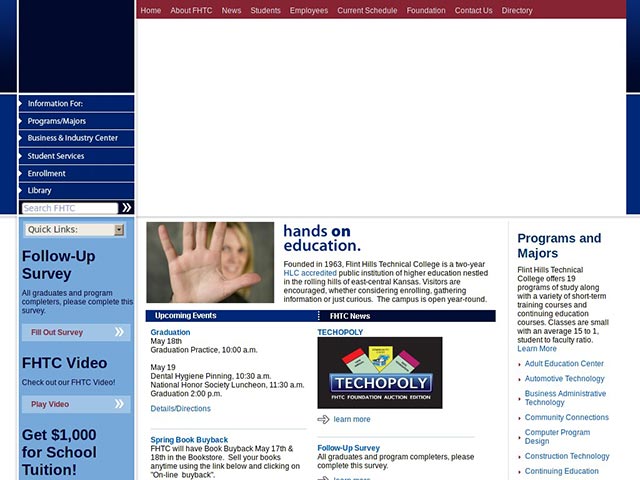 Home About FHTC News Students Employees Current Schedule Foundation Contact Us Directory
Information For:
Programs/Majors
Business & Industry Center
Student Services
Enrollment
Library
Search FHTC
Quick Links:
Follow-Up
Survey
All graduates and program
completers, please complete this
survey.
Fill Out Survey
FHTC Video
Check out our FHTC Video!
Play Video
Get $1,000
for School
Tuition!
hands on
education.
Founded in 1963, Flint Hills Technical College is a two-year
HLC accredited public institution of higher education nestled
in the rolling hills of east-central Kansas. Visitors are
encouraged, whether considering enrolling, gathering
information or just curious. The campus is open year-round.
Upcoming Events
Graduation
May 18th
Graduation Practice, 10:00 a.m.
May 19
Dental Hygiene Pinning, 10:30 a.m.
National Honor Society Luncheon, 11:30 a.m.
Graduation 2:00 p.m.
Details/Directions
Spring Book Buyback
FHTC will have Book Buyback May 17th &
18th in the Bookstore. Sell your books
anytime using the link below and clicking on
"On-line buyback".
FHTC News
TECHOPOLY
TECHOPOLY
FHTC FOUNDATION AUCTION EDITION
learn more
Follow-Up Survey
All graduates and program completers, please
complete this survey.
learn more
Programs and
Majors
Flint Hills Technical
College offers 19
programs of study along
with a variety of short-term
training courses and
continuing education
courses. Classes are small
with an average 15 to 1,
student to faculty ratio.
Learn More
Adult Education Center
Automotive Technology
Business Administrative
Technology
Community Connections
Computer Program
Design
Construction Technology
Continuing Education